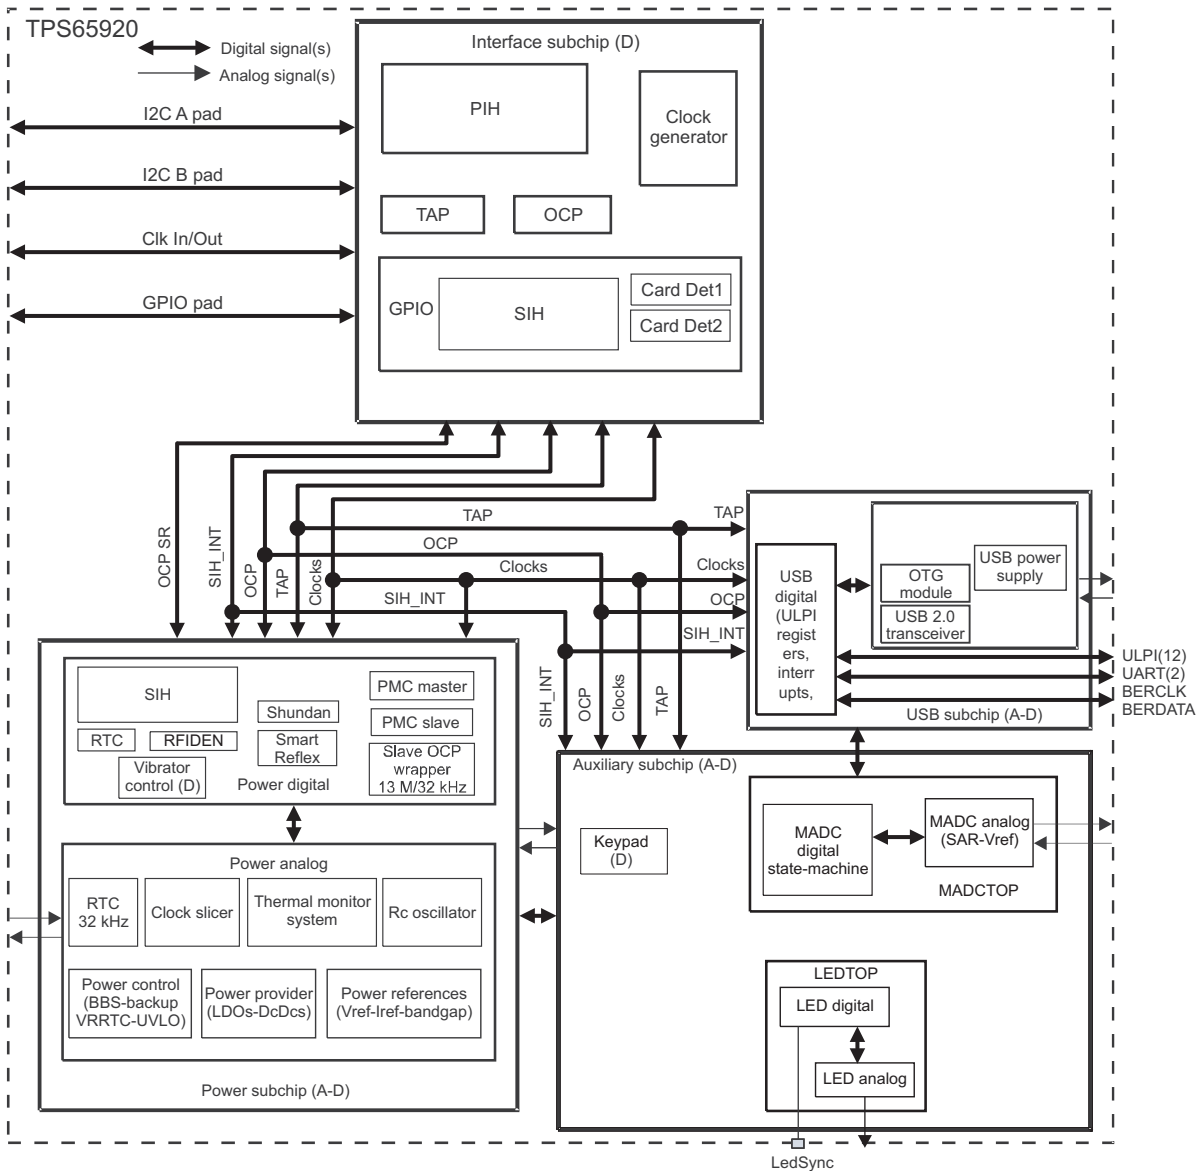 TPS65920
Digital signal(s)
Analog signal(s)
I2C A pad
I2C B pad
Clk In/Out
GPIO pad
Interface subchip (D)
PIH
Clock
generator
TAP
OCP
GPIO
SIH
Card Det1
Card Det2
OCP SR
SIH_INT
OCP
TAP
Clocks
TAP
OCP
Clocks
SIH_INT
TAP
Clocks
OCP
SIH_INT
SIH_INT
OCP
Clocks
TAP
USB
digital
(ULPI
regist
ers,
interr
upts,
OTG
module
USB 2.0
transceiver
USB power
supply
USB subchip (A-D)
ULPI(12)
UART(2)
BERCLK
BERDATA
SIH
RTC
RFIDEN
Vibrator
control (D)
Shundan
Smart
Reflex
PMC master
PMC slave
Slave OCP
wrapper
13 M/32 kHz
Power digital
Power analog
RTC
32 kHz
Clock slicer
Thermal monitor
system
Rc oscillator
Power control
(BBS-backup
VRRTC-UVLO)
Power provider
(LDOs-DcDcs)
Power references
(Vref-Iref-bandgap)
Power subchip (A-D)
Auxiliary subchip (A-D)
Keypad
(D)
MADC
digital
state-machine
MADC analog
(SAR-Vref)
MADCTOP
LEDTOP
LED digital
LED analog
LedSync